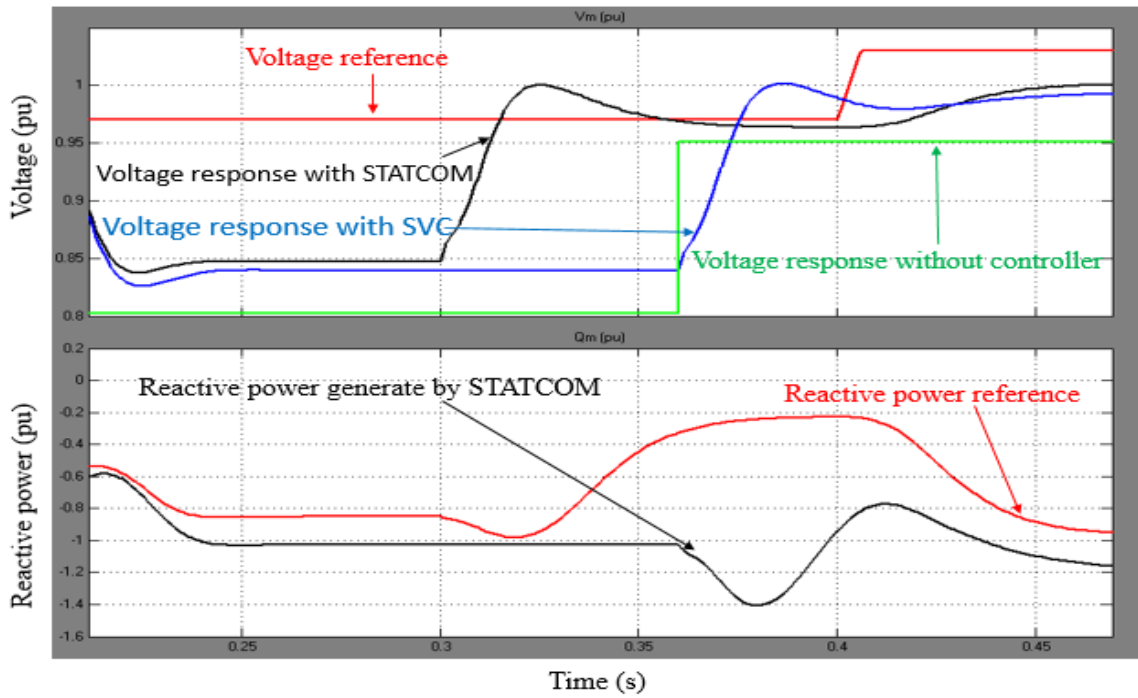 Vm (pu)
Voltage reference
1
0.95
Voltage response with STATCOM
0.9
Voltage response with SVC
0.85
Voltage response without controller
0.8
Voltage (pu)
Qm (pu)
0.2
Reactive power generate by STATCOM
0
Reactive power reference
-0.2
-0.4
-0.6
-0.8
-1
-1.2
-1.4
-1.6
Reactive power (pu)
0.25 0.3 0.35 0.4 0.45
Time (s)